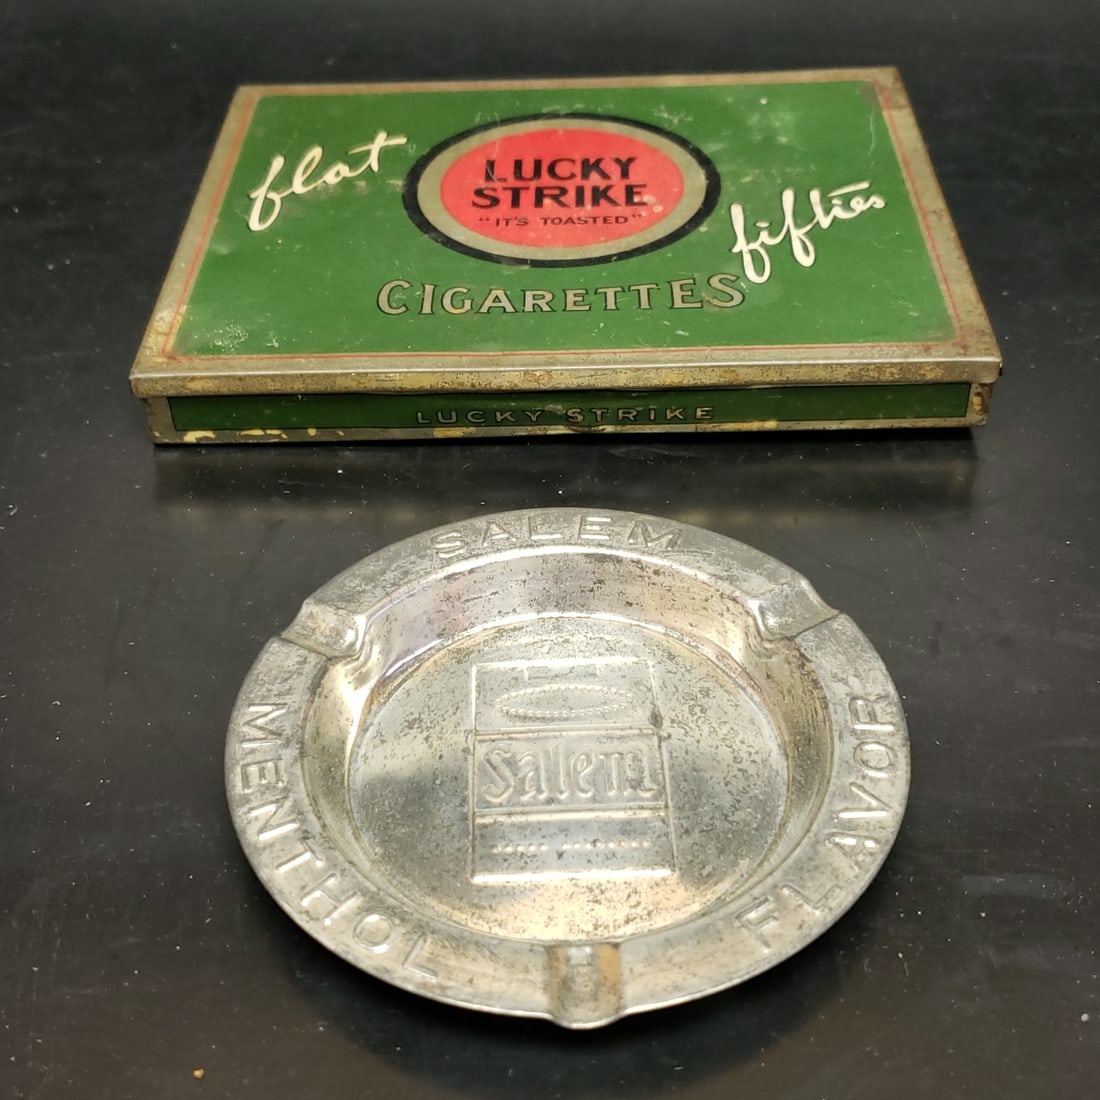 flat
LUCKY
STRIKE
"IT'S TOASTED"
fifties
CIGARETTES
LUCKY STRIKE
SALEM
MENTHOL
FLAVOR
Salem